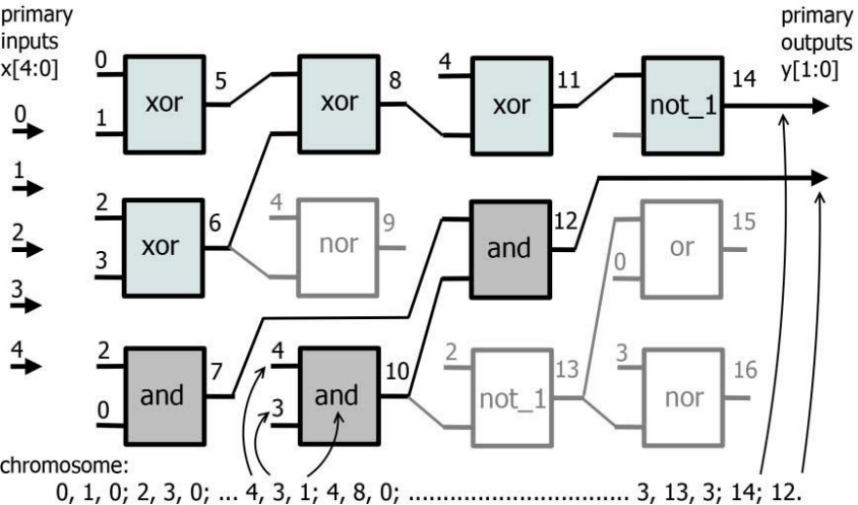 primary
inputs
x[4:0]
primary
outputs
y[1:0]
0
1
2
3
4
0
1
xor
5
xor
8
4
xor
11
not_1
14
2
3
xor
6
4
nor
9
and
12
0
or
15
2
0
and
7
4
3
and
10
2
not_1
13
3
nor
16
chromosome:
0, 1, 0; 2, 3, 0; ... 4, 3, 1; 4, 8, 0; ................................ 3, 13, 3; 14; 12.